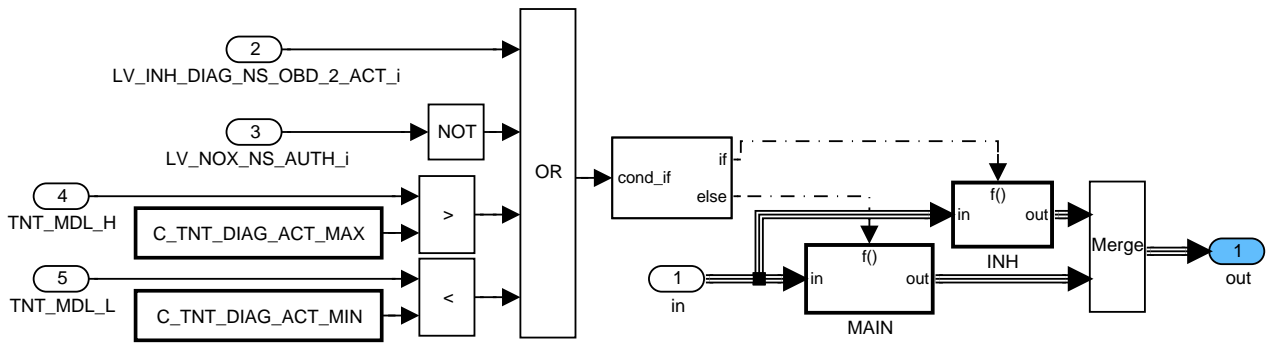 2
LV_INH_DIAG_NS_OBD_2_ACT_i
3
LV_NOX_NS_AUTH_i
NOT
4
TNT_MDL_H
C_TNT_DIAG_ACT_MAX
>
5
TNT_MDL_L
C_TNT_DIAG_ACT_MIN
<
OR
cond_if
if
else
f()
in
out
INH
1
in
f()
in
out
MAIN
Merge
1
out